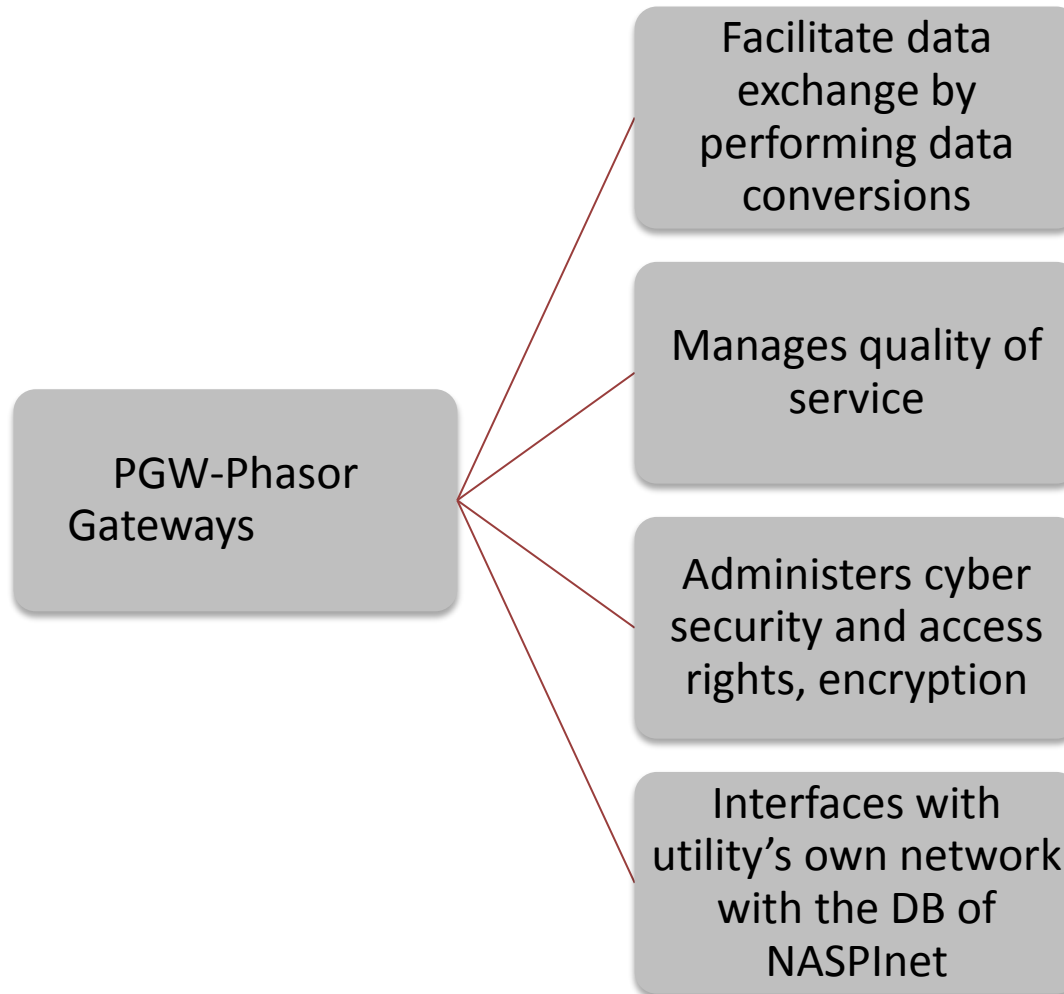 PGW-Phasor
Gateways
Facilitate data
exchange by
performing data
conversions
Manages quality of
service
Administers cyber
security and access
rights, encryption
Interfaces with
utility’s own network
with the DB of
NASPInet